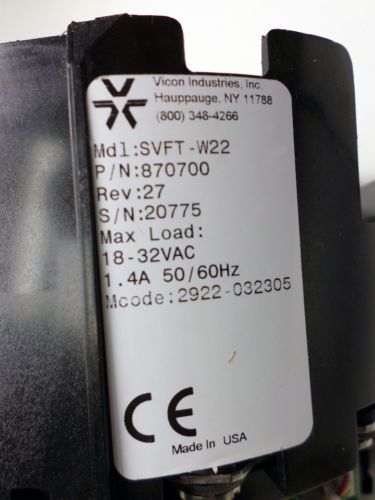 Vicon Industries, Inc.
Hauppauge, NY 11788
(800) 348-4266
Mdl:SVFT-W22
P/N:870700
Rev:27
S/N:20775
Max Load:
18-32VAC
1.4A 50/60Hz
Mcode:2922-032305
CE
Made In USA